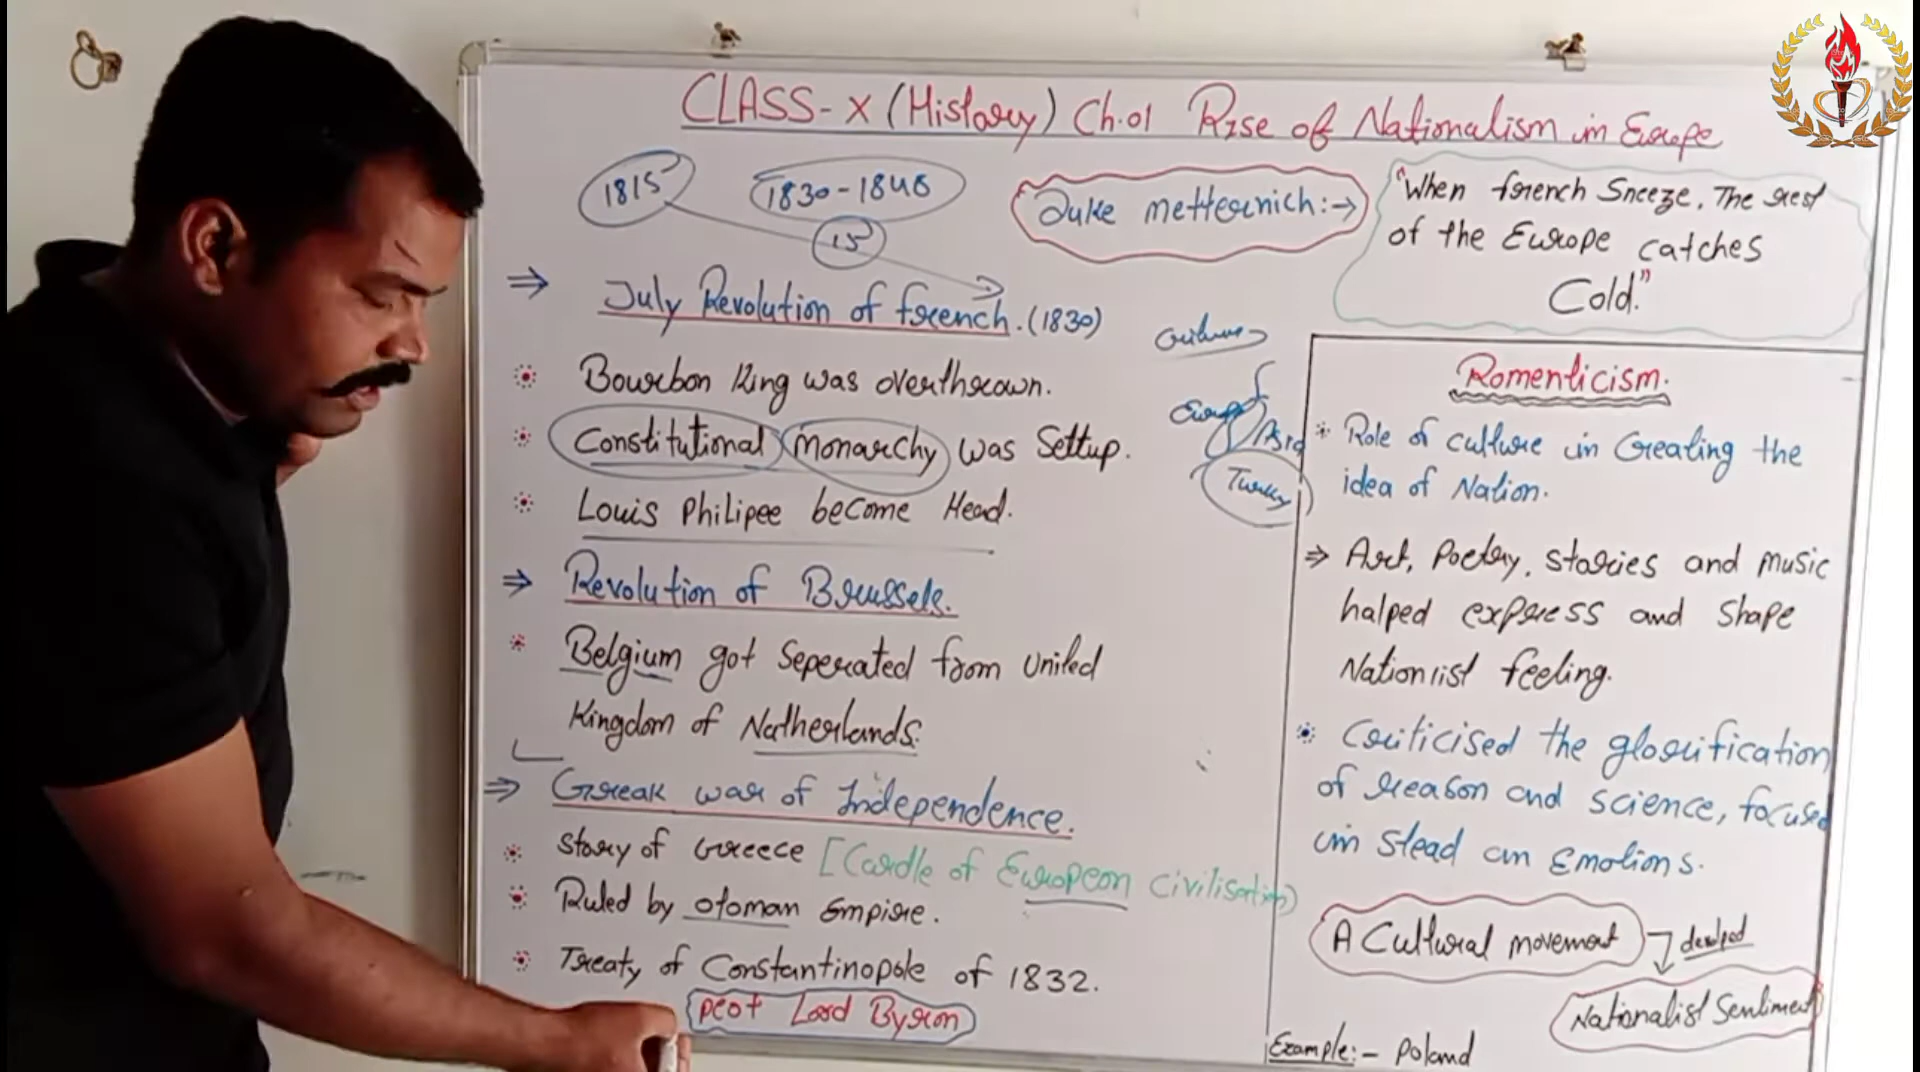 CLASS-X (History) Ch.01 Rise of Nationalism in Europe
1815
1830-1848
15
Duke metternich:→
"When french Sneeze, The rest
of the Europe catches
Cold."
⇒ July Revolution of french. (1830)
Bourbon King was overthrown.
Constitutional monarchy was Settup.
Louis Philipee become Head.
⇒ Revolution of Brussels.
Belgium got Seperated from United
Kingdom of Natherlands.
⇒ Greak war of Independence.
Story of Greece [Cardle of European Civilisation)
Ruled by otoman Empire.
Treaty of Constantinople of 1832.
peot Lord Byron
Europe
Asia
Turkey
Romenticism.
* Role of culture in Creating the
idea of Nation.
⇒ Art, Poetry, stories and music
halped express and shape
Nationlist feeling.
Criticised the glorification
of reason and science, focused
in stead on Emotions.
A Cultural movement
Nationalist Sentiment
Example:- Poland